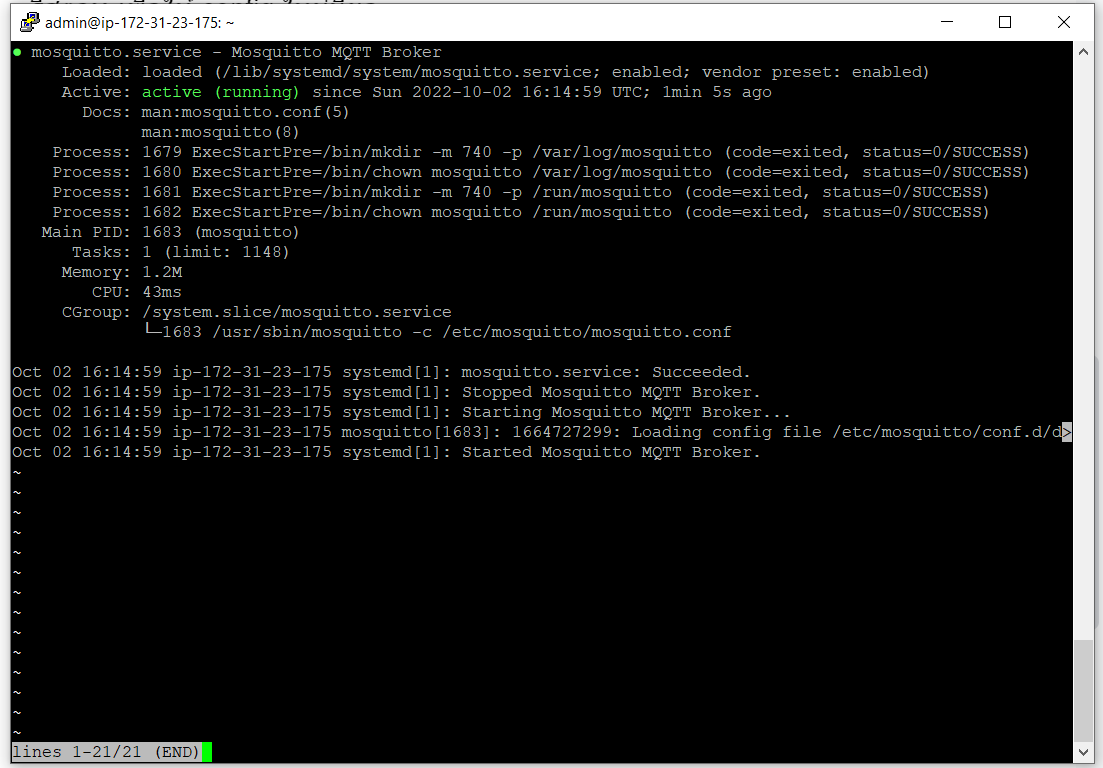 admin@ip-172-31-23-175: ~
● mosquitto.service - Mosquitto MQTT Broker
Loaded: loaded (/lib/systemd/system/mosquitto.service; enabled; vendor preset: enabled)
Active: active (running) since Sun 2022-10-02 16:14:59 UTC; 1min 5s ago
Docs: man:mosquitto.conf(5)
man:mosquitto(8)
Process: 1679 ExecStartPre=/bin/mkdir -m 740 -p /var/log/mosquitto (code=exited, status=0/SUCCESS)
Process: 1680 ExecStartPre=/bin/chown mosquitto /var/log/mosquitto (code=exited, status=0/SUCCESS)
Process: 1681 ExecStartPre=/bin/mkdir -m 740 -p /run/mosquitto (code=exited, status=0/SUCCESS)
Process: 1682 ExecStartPre=/bin/chown mosquitto /run/mosquitto (code=exited, status=0/SUCCESS)
Main PID: 1683 (mosquitto)
Tasks: 1 (limit: 1148)
Memory: 1.2M
CPU: 43ms
CGroup: /system.slice/mosquitto.service
└─1683 /usr/sbin/mosquitto -c /etc/mosquitto/mosquitto.conf
Oct 02 16:14:59 ip-172-31-23-175 systemd[1]: mosquitto.service: Succeeded.
Oct 02 16:14:59 ip-172-31-23-175 systemd[1]: Stopped Mosquitto MQTT Broker.
Oct 02 16:14:59 ip-172-31-23-175 systemd[1]: Starting Mosquitto MQTT Broker...
Oct 02 16:14:59 ip-172-31-23-175 mosquitto[1683]: 1664727299: Loading config file /etc/mosquitto/conf.d/d>
Oct 02 16:14:59 ip-172-31-23-175 systemd[1]: Started Mosquitto MQTT Broker.
~
~
~
~
~
~
~
~
~
~
~
~
~
~
lines 1-21/21 (END)